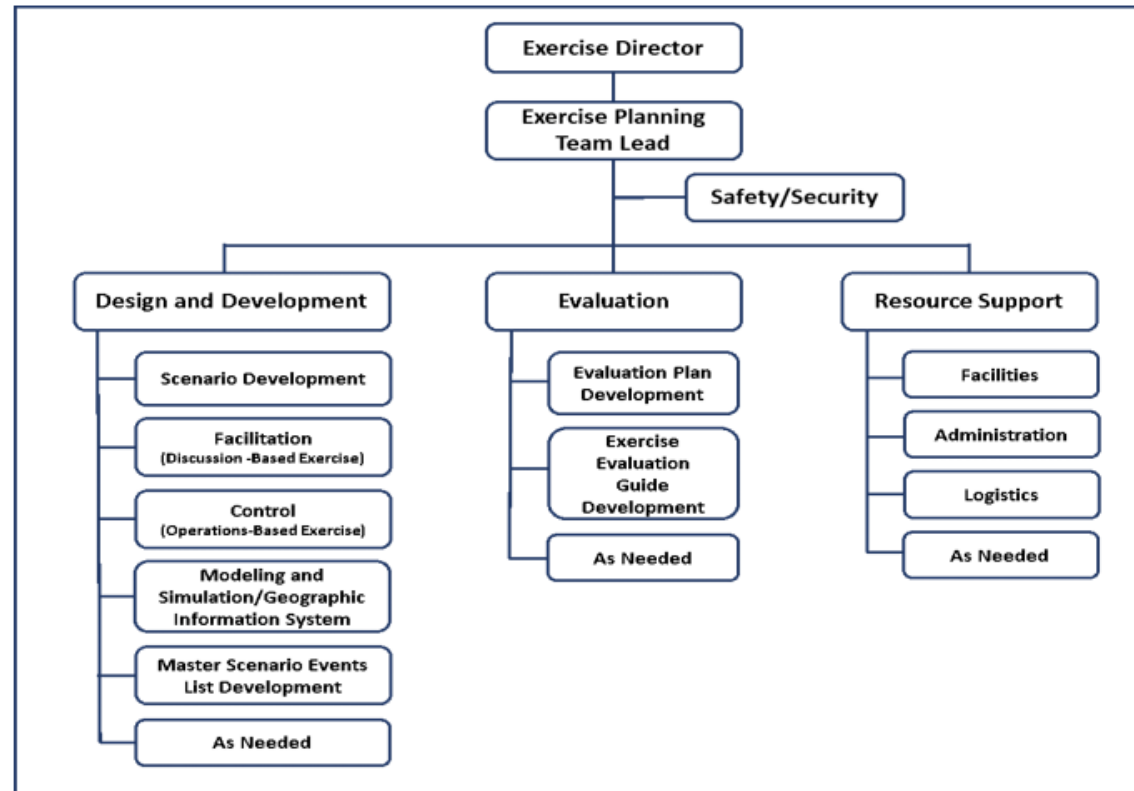 Exercise Director
Exercise Planning
Team Lead
Safety/Security
Design and Development
Scenario Development
Facilitation
(Discussion -Based Exercise)
Control
(Operations-Based Exercise)
Modeling and
Simulation/Geographic
Information System
Master Scenario Events
List Development
As Needed
Evaluation
Evaluation Plan
Development
Exercise
Evaluation
Guide
Development
As Needed
Resource Support
Facilities
Administration
Logistics
As Needed